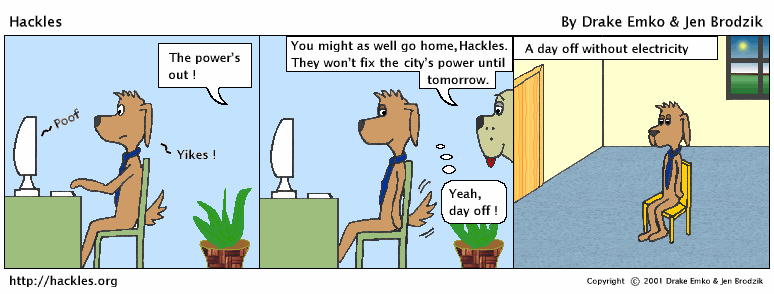 Hackles
By Drake Emko & Jen Brodzik
The power's
out !
Poof
Yikes !
You might as well go home, Hackles.
They won't fix the city's power until
tomorrow.
Yeah,
day off !
A day off without electricity
http://hackles.org
Copyright © 2001 Drake Emko & Jen Brodzik